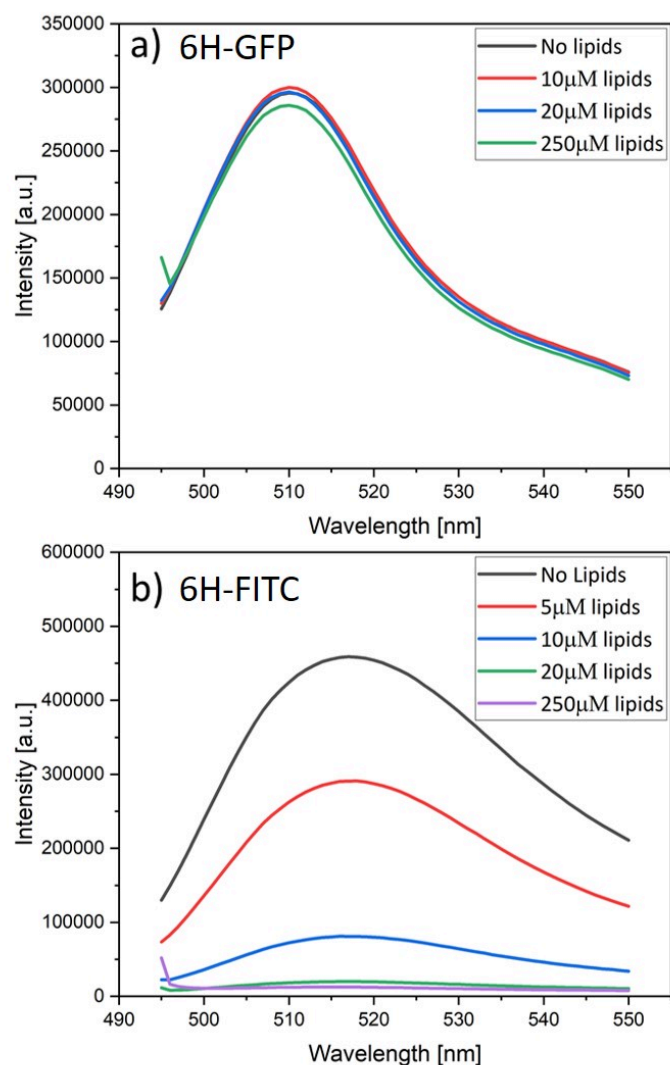 a) 6H-GFP
No lipids
10µM lipids
20µM lipids
250µM lipids
350000
300000
250000
200000
150000
100000
50000
0
Intensity [a.u.]
490 500 510 520 530 540 550
Wavelength [nm]
b) 6H-FITC
No Lipids
5µM lipids
10µM lipids
20µM lipids
250µM lipids
600000
500000
400000
300000
200000
100000
0
Intensity [a.u.]
490 500 510 520 530 540 550
Wavelength [nm]